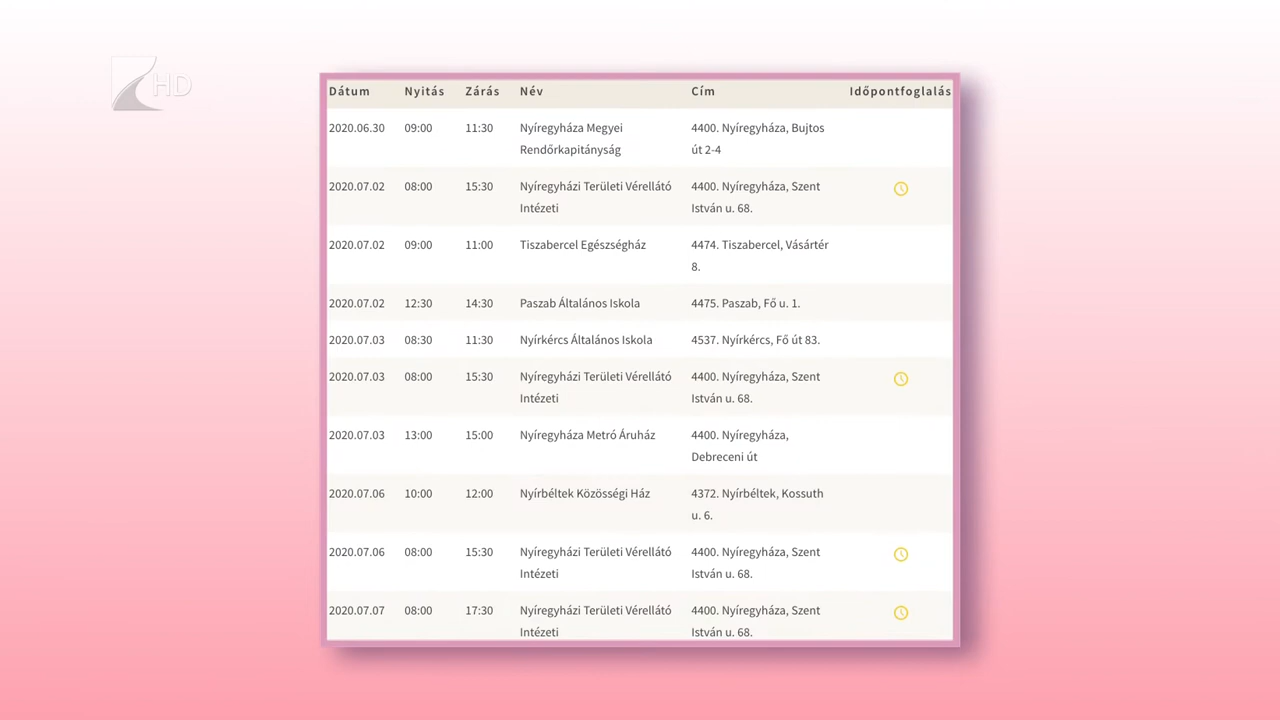 HD
Dátum Nyitás Zárás Név Cím Időpontfoglalás
2020.06.30 09:00 11:30 Nyíregyháza Megyei 4400. Nyíregyháza, Bujtos
Rendőrkapitányság út 2-4
2020.07.02 08:00 15:30 Nyíregyházi Területi Vérellátó 4400. Nyíregyháza, Szent
Intézeti István u. 68.
2020.07.02 09:00 11:00 Tiszabercel Egészségház 4474. Tiszabercel, Vásártér
8.
2020.07.02 12:30 14:30 Paszab Általános Iskola 4475. Paszab, Fő u. 1.
2020.07.03 08:30 11:30 Nyírkércs Általános Iskola 4537. Nyírkércs, Fő út 83.
2020.07.03 08:00 15:30 Nyíregyházi Területi Vérellátó 4400. Nyíregyháza, Szent
Intézeti István u. 68.
2020.07.03 13:00 15:00 Nyíregyháza Metró Áruház 4400. Nyíregyháza,
Debreceni út
2020.07.06 10:00 12:00 Nyírbéltek Közösségi Ház 4372. Nyírbéltek, Kossuth
u. 6.
2020.07.06 08:00 15:30 Nyíregyházi Területi Vérellátó 4400. Nyíregyháza, Szent
Intézeti István u. 68.
2020.07.07 08:00 17:30 Nyíregyházi Területi Vérellátó 4400. Nyíregyháza, Szent
Intézeti István u. 68.